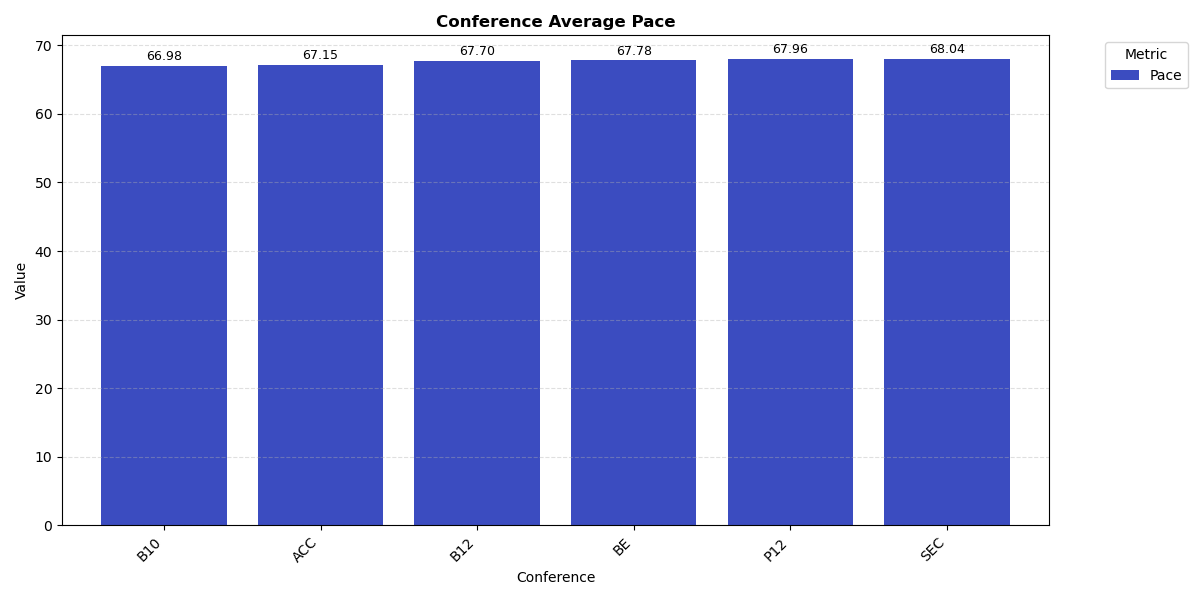 Conference Average Pace
Metric
Pace
Value
70
60
50
40
30
20
10
0
66.98
67.15
67.70
67.78
67.96
68.04
B10
ACC
B12
BE
P12
SEC
Conference